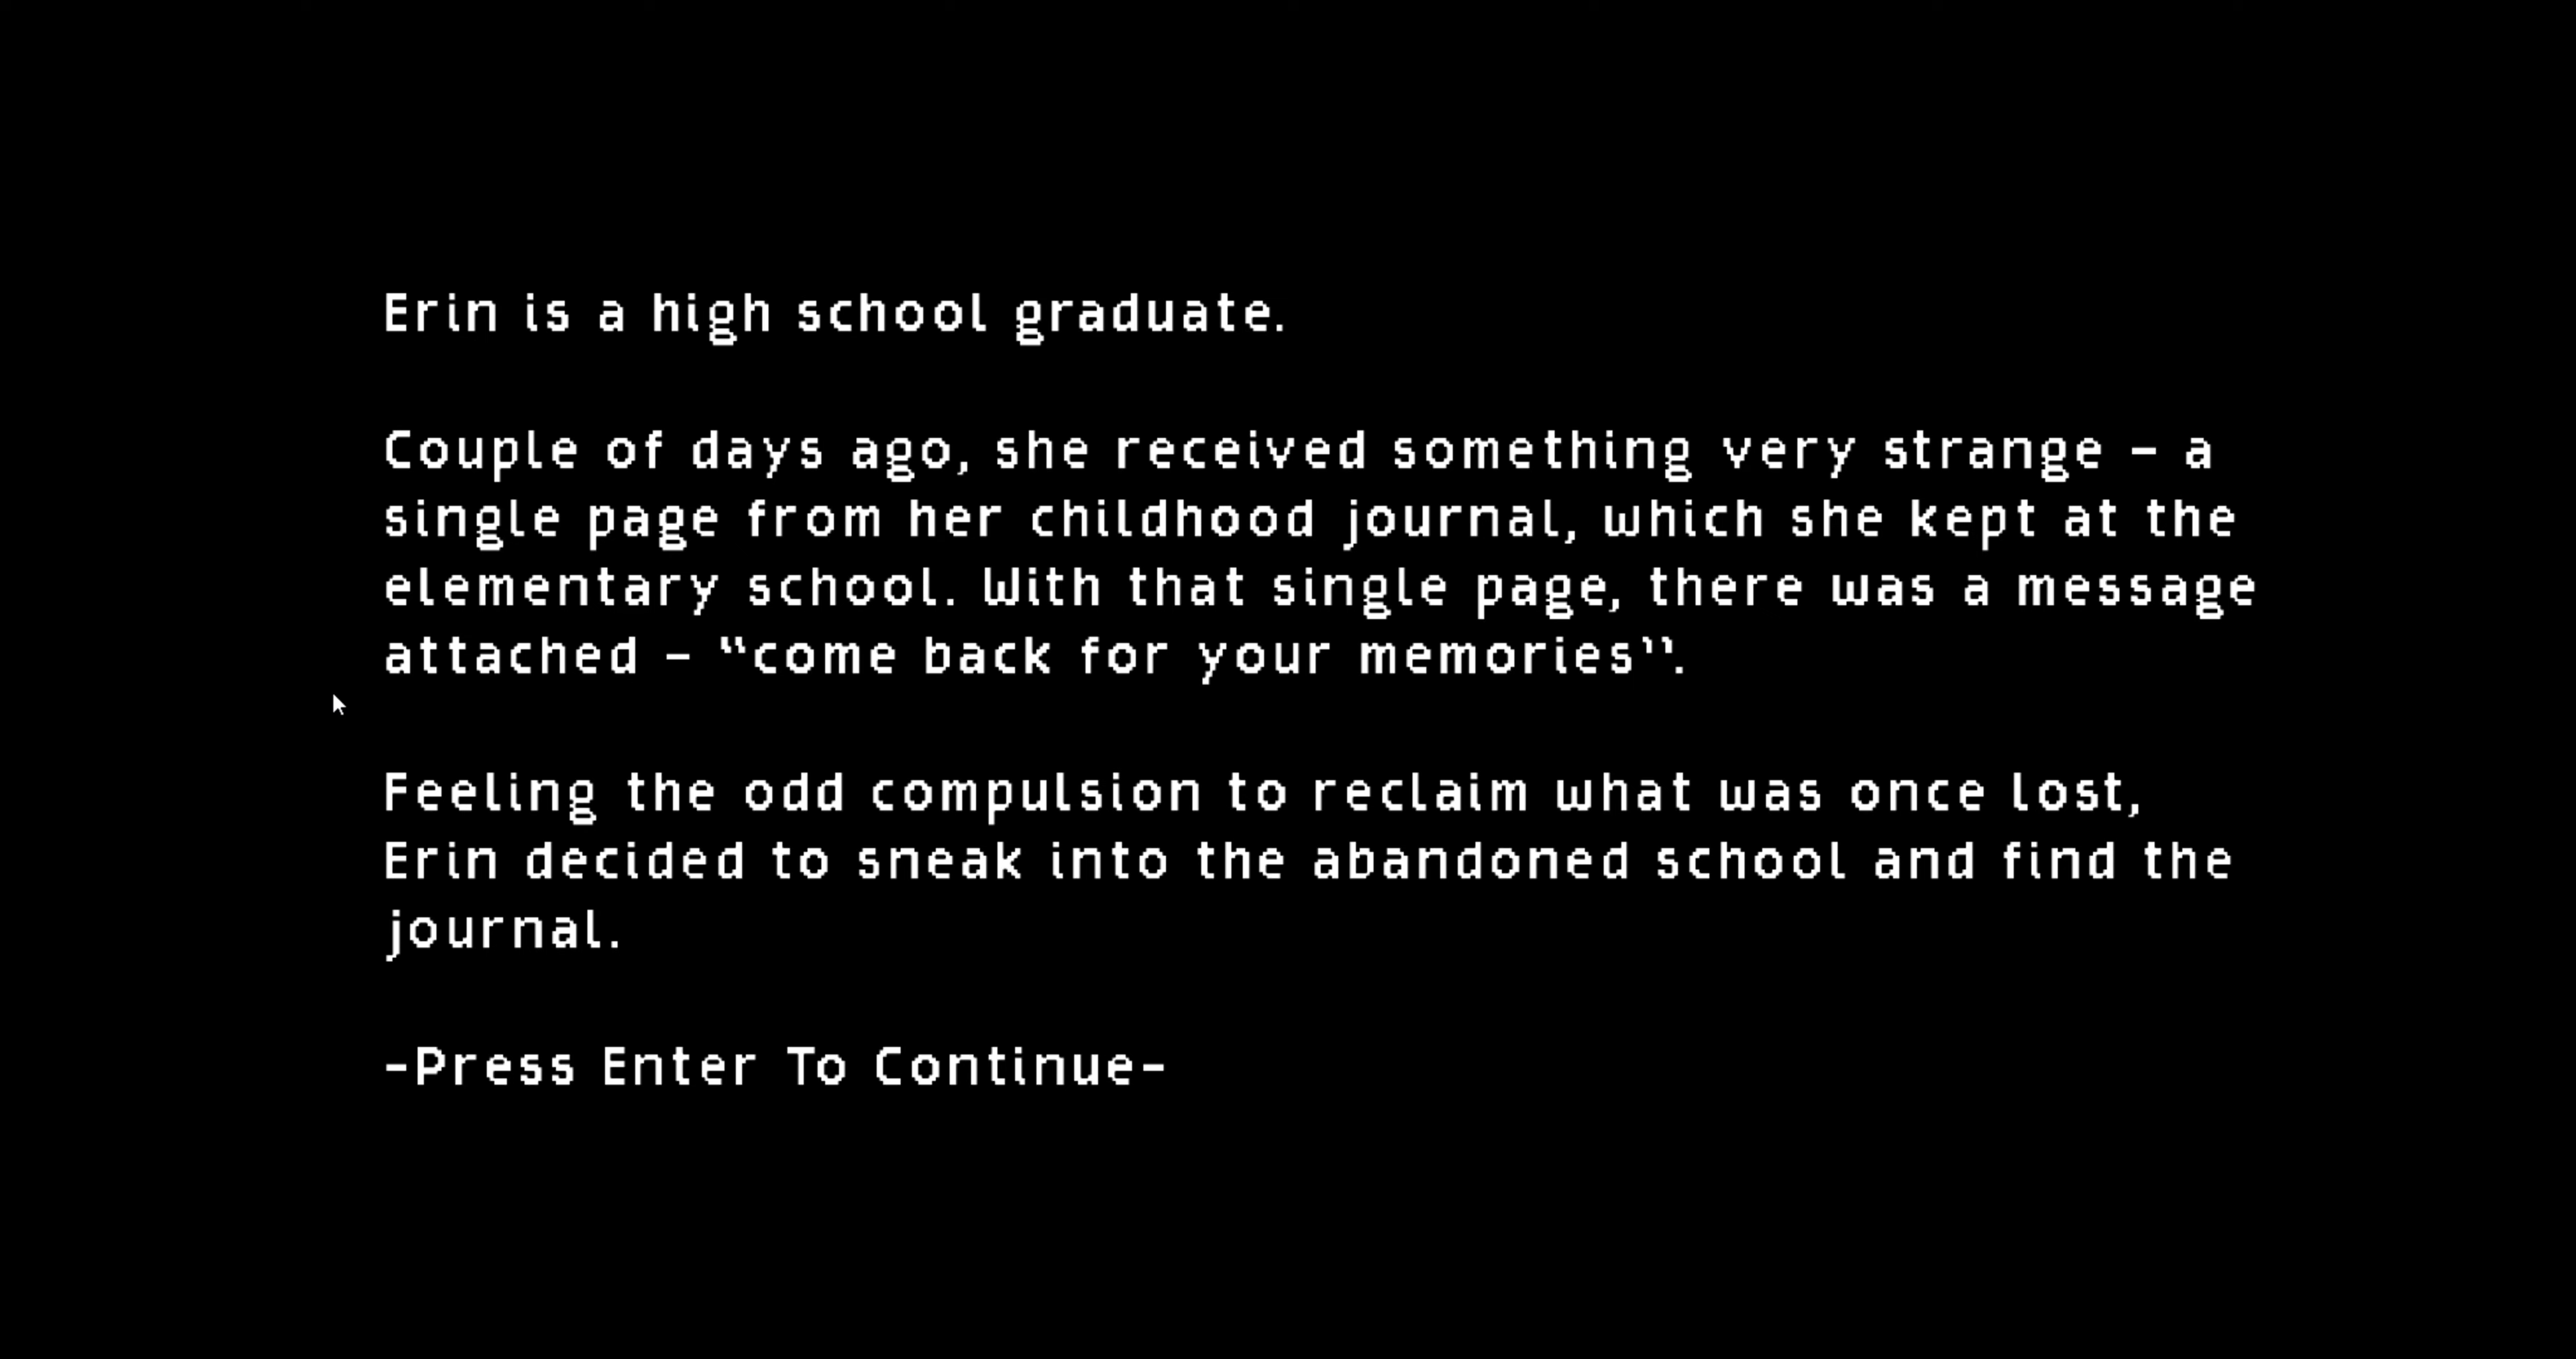 Erin is a high school graduate.
Couple of days ago, she received something very strange - a
single page from her childhood journal, which she kept at the
elementary school. With that single page, there was a message
attached - “come back for your memories”.
Feeling the odd compulsion to reclaim what was once lost,
Erin decided to sneak into the abandoned school and find the
journal.
-Press Enter To Continue-